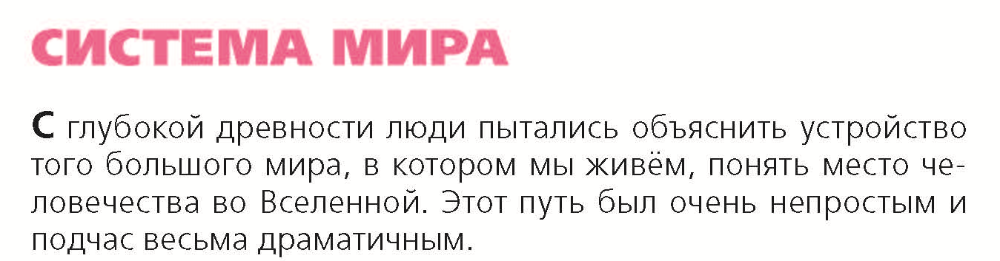 СИСТЕМА МИРА
С глубокой древности люди пытались объяснить устройство
того большого мира, в котором мы живём, понять место че-
ловечества во Вселенной. Этот путь был очень непростым и
подчас весьма драматичным.